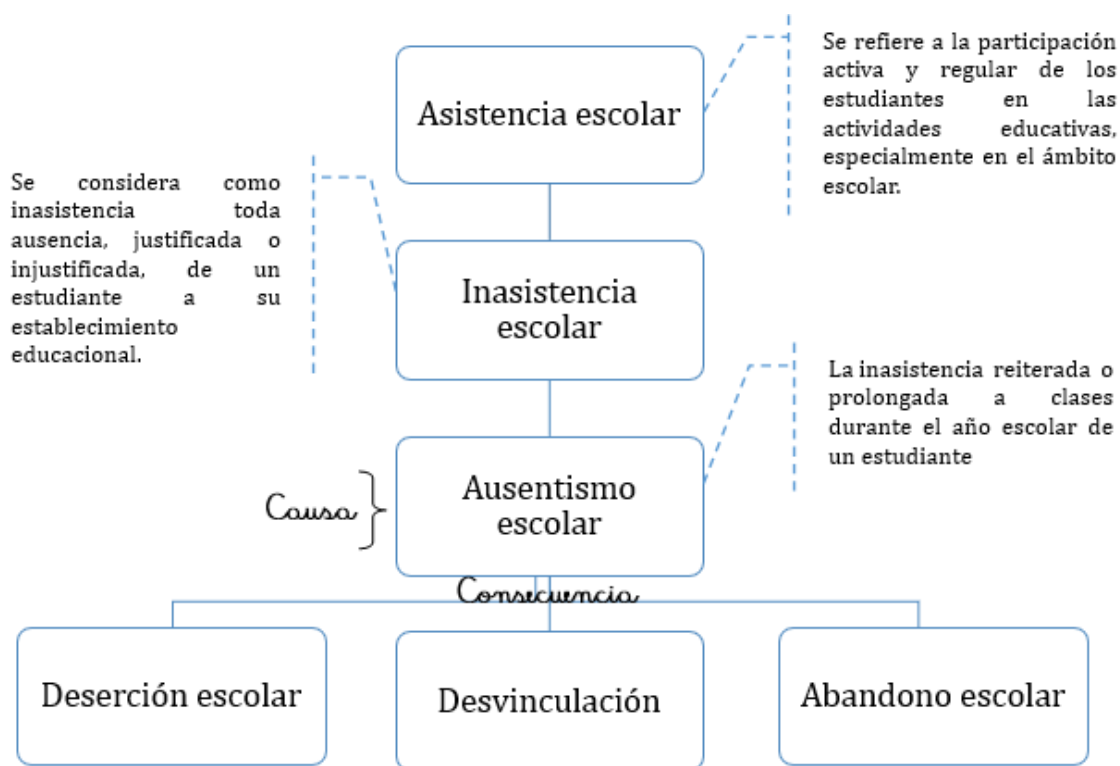 Asistencia escolar
Se refiere a la participación
activa y regular de los
estudiantes en las
actividades educativas,
especialmente en el ámbito
escolar.
Se considera como
inasistencia toda
ausencia, justificada o
injustificada, de un
estudiante a su
establecimiento
educacional.
Inasistencia
escolar
La inasistencia reiterada o
prolongada a clases
durante el año escolar de
un estudiante
Causa
Ausentismo
escolar
Consecuencia
Deserción escolar
Desvinculación
Abandono escolar